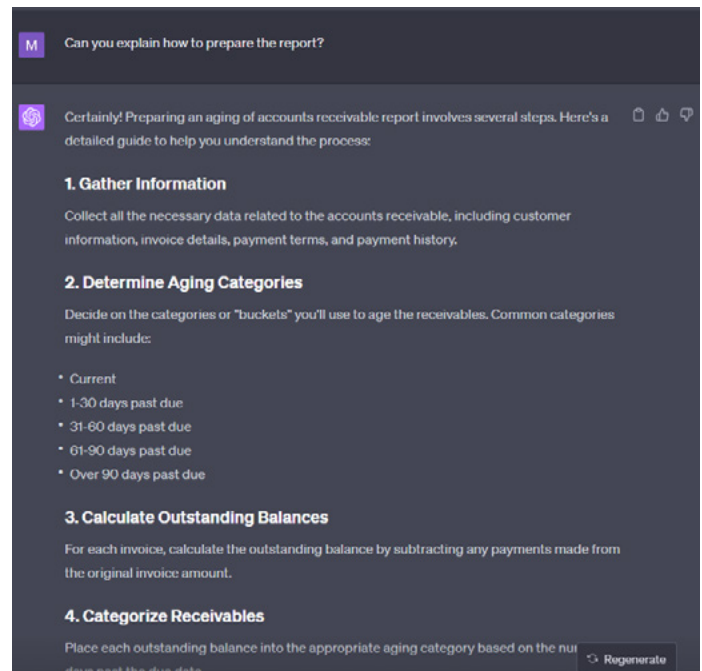 M
Can you explain how to prepare the report?
Certainly! Preparing an aging of accounts receivable report involves several steps. Here's a
detailed guide to help you understand the process:
1. Gather Information
Collect all the necessary data related to the accounts receivable, including customer
information, invoice details, payment terms, and payment history.
2. Determine Aging Categories
Decide on the categories or "buckets" you'll use to age the receivables. Common categories
might include:
• Current
• 1-30 days past due
• 31-60 days past due
• 61-90 days past due
• Over 90 days past due
3. Calculate Outstanding Balances
For each invoice, calculate the outstanding balance by subtracting any payments made from
the original invoice amount.
4. Categorize Receivables
Place each outstanding balance into the appropriate aging category based on the
Regenerate
days past the due date